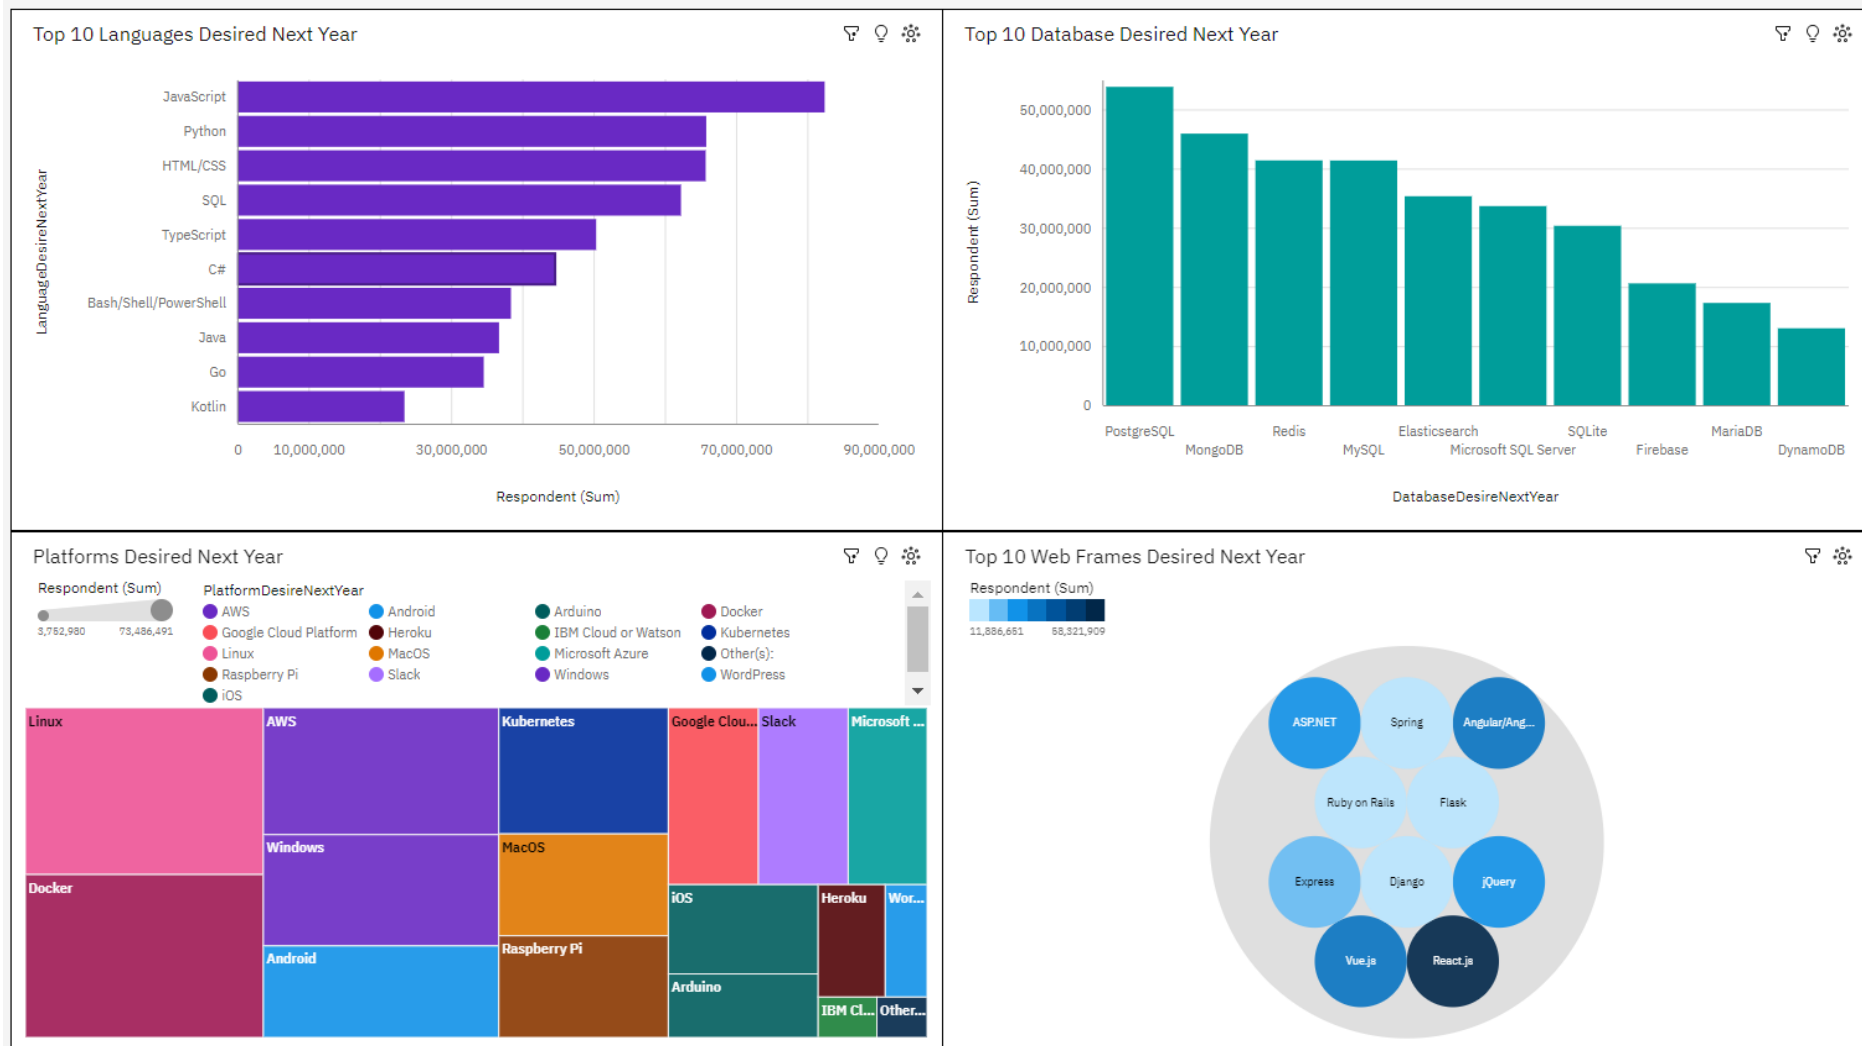 Top 10 Languages Desired Next Year
LanguageDesireNextYear
JavaScript
Python
HTML/CSS
SQL
TypeScript
C#
Bash/Shell/PowerShell
Java
Go
Kotlin
0 10,000,000 30,000,000 50,000,000 70,000,000 90,000,000
Respondent (Sum)
Top 10 Database Desired Next Year
Respondent (Sum)
50,000,000
40,000,000
30,000,000
20,000,000
10,000,000
0
PostgreSQL Redis Elasticsearch SQLite MariaDB
MongoDB MySQL Microsoft SQL Server Firebase DynamoDB
DatabaseDesireNextYear
Platforms Desired Next Year
Respondent (Sum)
3,752,980 73,486,491
PlatformDesireNextYear
AWS Android Arduino Docker
Google Cloud Platform Heroku IBM Cloud or Watson Kubernetes
Linux MacOS Microsoft Azure Other(s):
Raspberry Pi Slack Windows WordPress
iOS
Linux AWS Kubernetes Google Clou... Slack Microsoft ...
Windows MacOS
Docker iOS Heroku Wor...
Android Raspberry Pi
Arduino
IBM Cl... Other...
Top 10 Web Frames Desired Next Year
Respondent (Sum)
11,886,651 58,321,909
ASP.NET Spring Angular/Ang...
Ruby on Rails Flask
Express Django jQuery
Vue.js React.js